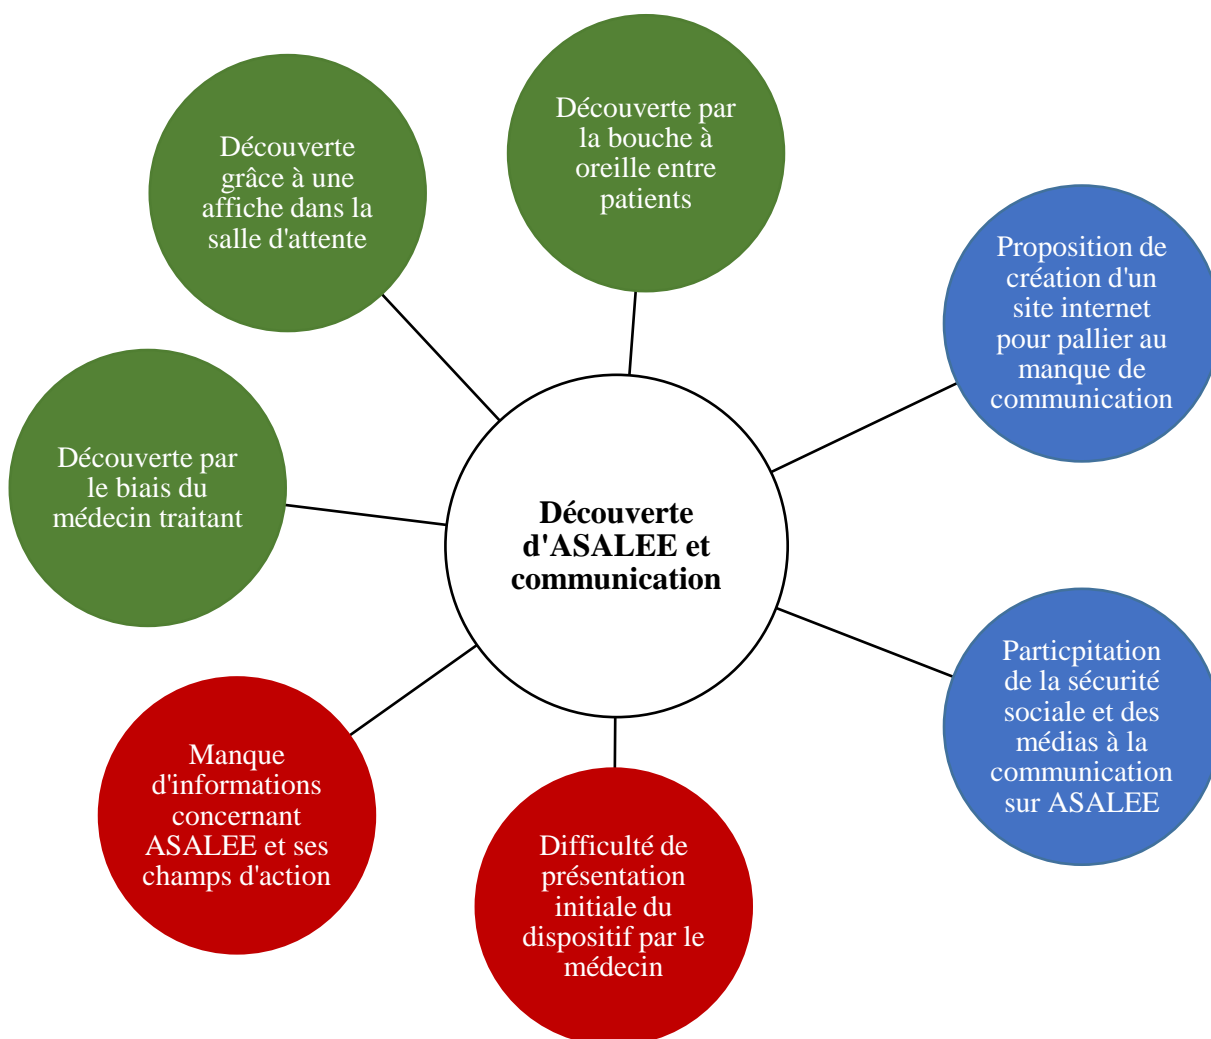 Découverte par
la bouche à
oreille entre
patients
Découverte
grâce à une
affiche dans la
salle d'attente
Proposition de
création d'un
site internet
pour pallier au
manque de
communication
Découverte par
le biais du
médecin traitant
Découverte
d'ASALEE et
communication
Particpitation
de la sécurité
sociale et des
médias à la
communication
sur ASALEE
Manque
d'informations
concernant
ASALEE et ses
champs d'action
Difficulté de
présentation
initiale du
dispositif par le
médecin